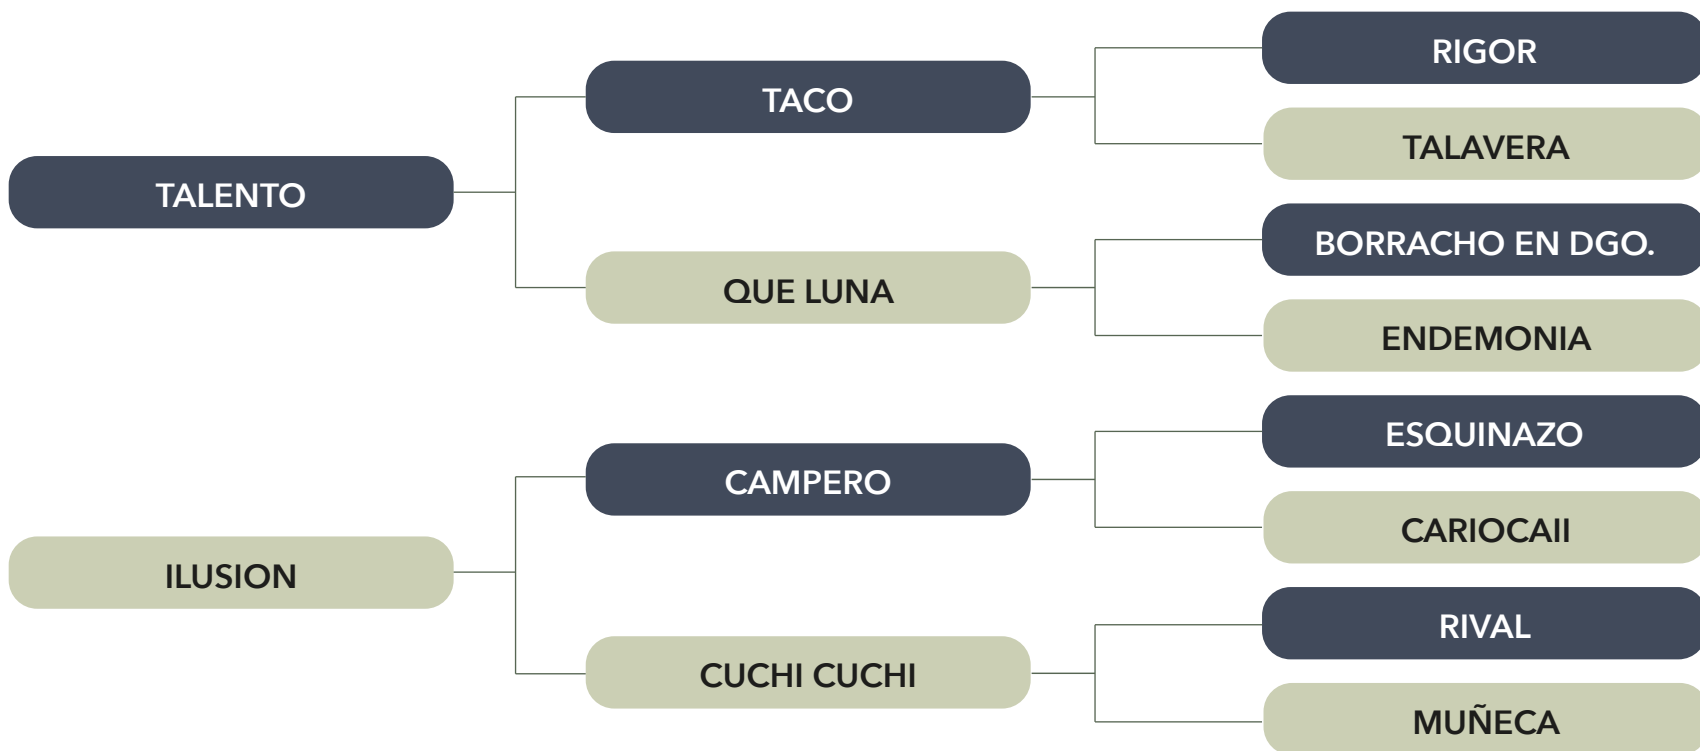 RIGOR
TACO
TALAVERA
TALENTO
BORRACHO EN DGO.
QUE LUNA
ENDEMONIA
ESQUINAZO
CAMPERO
CARIOCAII
ILUSION
RIVAL
CUCHI CUCHI
MUÑECA